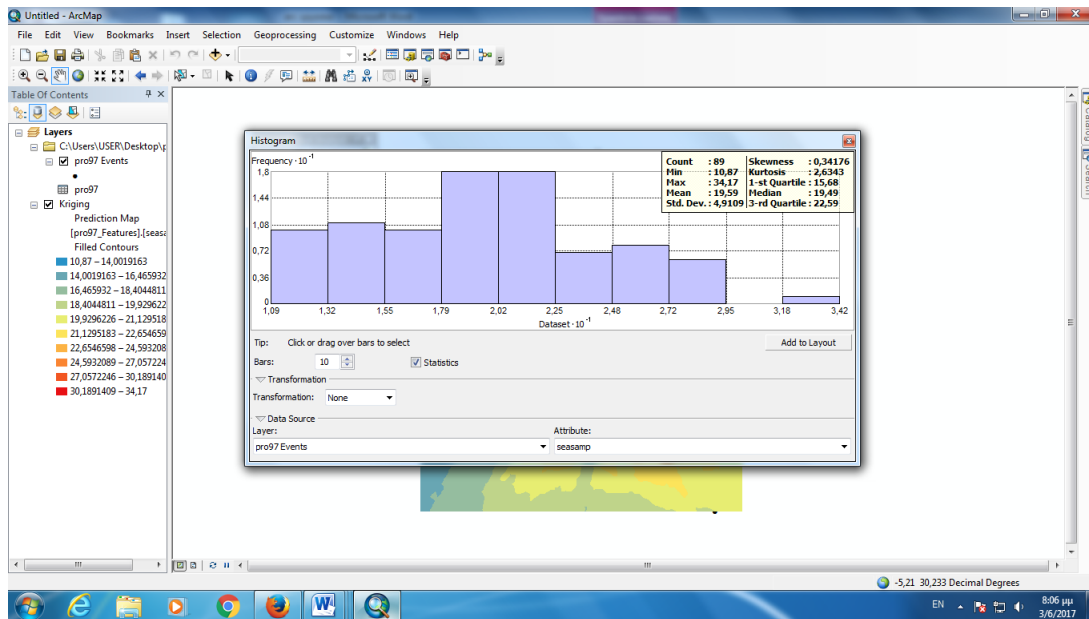 Untitled - ArcMap
File Edit View Bookmarks Insert Selection Geoprocessing Customize Windows Help
Table Of Contents
Layers
C:\Users\USER\Desktop\p
pro97 Events
pro97
Kriging
Prediction Map
[pro97_Features].[seasa
Filled Contours
10,87 – 14,0019163
14,0019163 – 16,465932
16,465932 – 18,4044811
18,4044811 – 19,929622
19,9296226 – 21,129518
21,1295183 – 22,654659
22,6546598 – 24,593208
24,5932089 – 27,057224
27,0572246 – 30,189140
30,1891409 – 34,17
Histogram
Frequency · 10 -1
1,8
1,44
1,08
0,72
0,36
0
1,09 1,32 1,55 1,79 2,02 2,25 2,48 2,72 2,95 3,18 3,42
Dataset · 10 -1
Count : 89 Skewness : 0,34176
Min : 10,87 Kurtosis : 2,6343
Max : 34,17 1-st Quartile : 15,68
Mean : 19,59 Median : 19,49
Std. Dev. : 4,9109 3-rd Quartile : 22,59
Tip: Click or drag over bars to select
Add to Layout
Bars: 10 Statistics
Transformation
Transformation: None
Data Source
Layer: Attribute:
pro97 Events seasamp
Catalog
Search
-5,21 30,233 Decimal Degrees
EN
8:06 μμ
3/6/2017